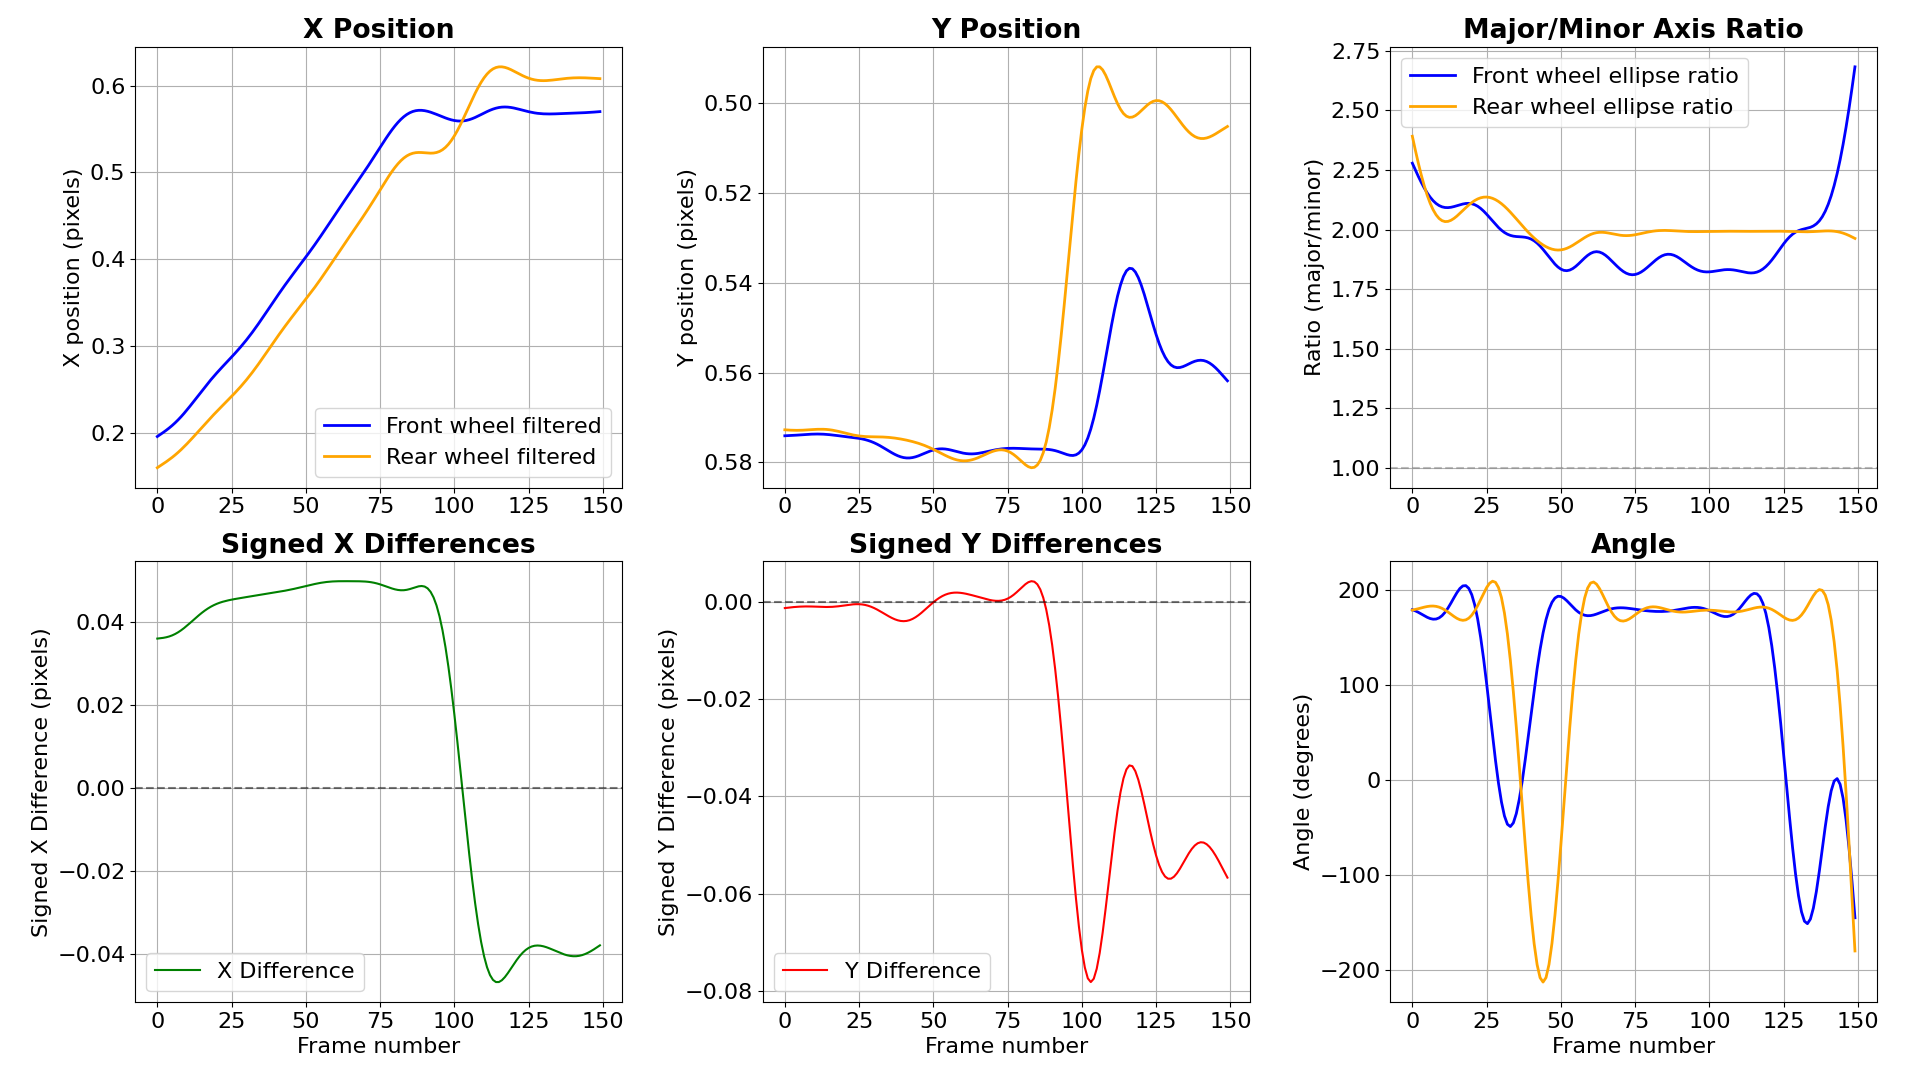 X Position
X position (pixels)
0.6
0.5
0.4
0.3
0.2
0 25 50 75 100 125 150
Front wheel filtered
Rear wheel filtered
Y Position
Y position (pixels)
0.50
0.52
0.54
0.56
0.58
0 25 50 75 100 125 150
Major/Minor Axis Ratio
Ratio (major/minor)
2.75
2.50
2.25
2.00
1.75
1.50
1.25
1.00
0 25 50 75 100 125 150
Front wheel ellipse ratio
Rear wheel ellipse ratio
Signed X Differences
Signed X Difference (pixels)
0.04
0.02
0.00
−0.02
−0.04
0 25 50 75 100 125 150
Frame number
X Difference
Signed Y Differences
Signed Y Difference (pixels)
0.00
−0.02
−0.04
−0.06
−0.08
0 25 50 75 100 125 150
Frame number
Y Difference
Angle
Angle (degrees)
200
100
0
−100
−200
0 25 50 75 100 125 150
Frame number